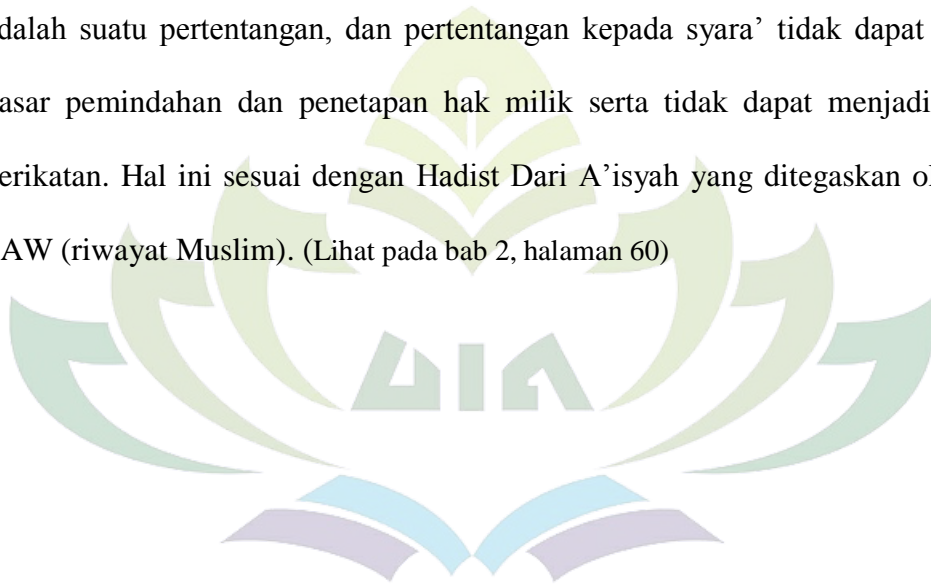 dalah suatu pertentangan, dan pertentangan kepada syara’ tidak dapat
asar pemindahan dan penetapan hak milik serta tidak dapat menjadi
erikatan. Hal ini sesuai dengan Hadist Dari A’isyah yang ditegaskan o
AW (riwayat Muslim). (Lihat pada bab 2, halaman 60)
UIN